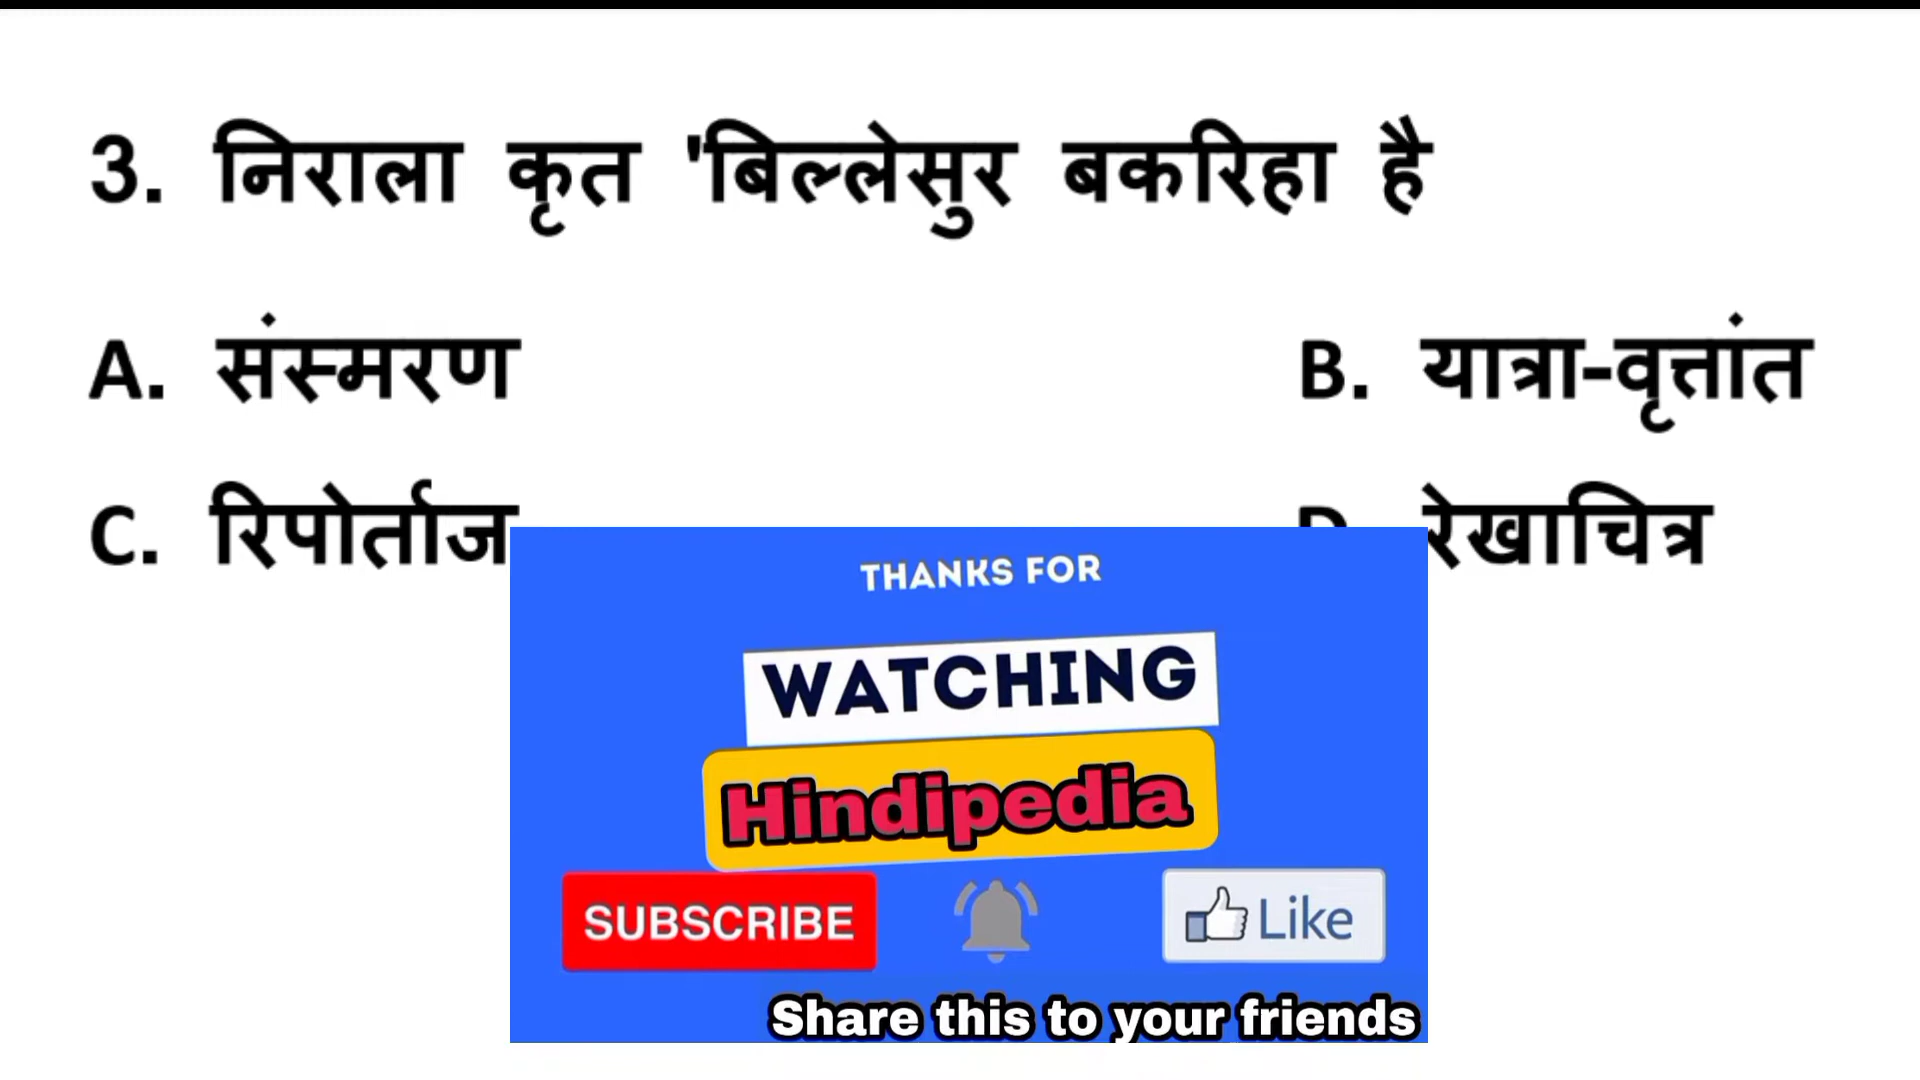 3. निराला कृत 'बिल्लेसुर बकरिहा है
A. संस्मरण B. यात्रा-वृत्तांत
C. रिपोर्ताज D. रेखाचित्र
THANKS FOR
WATCHING
Hindipedia
SUBSCRIBE Like
Share this to your friends